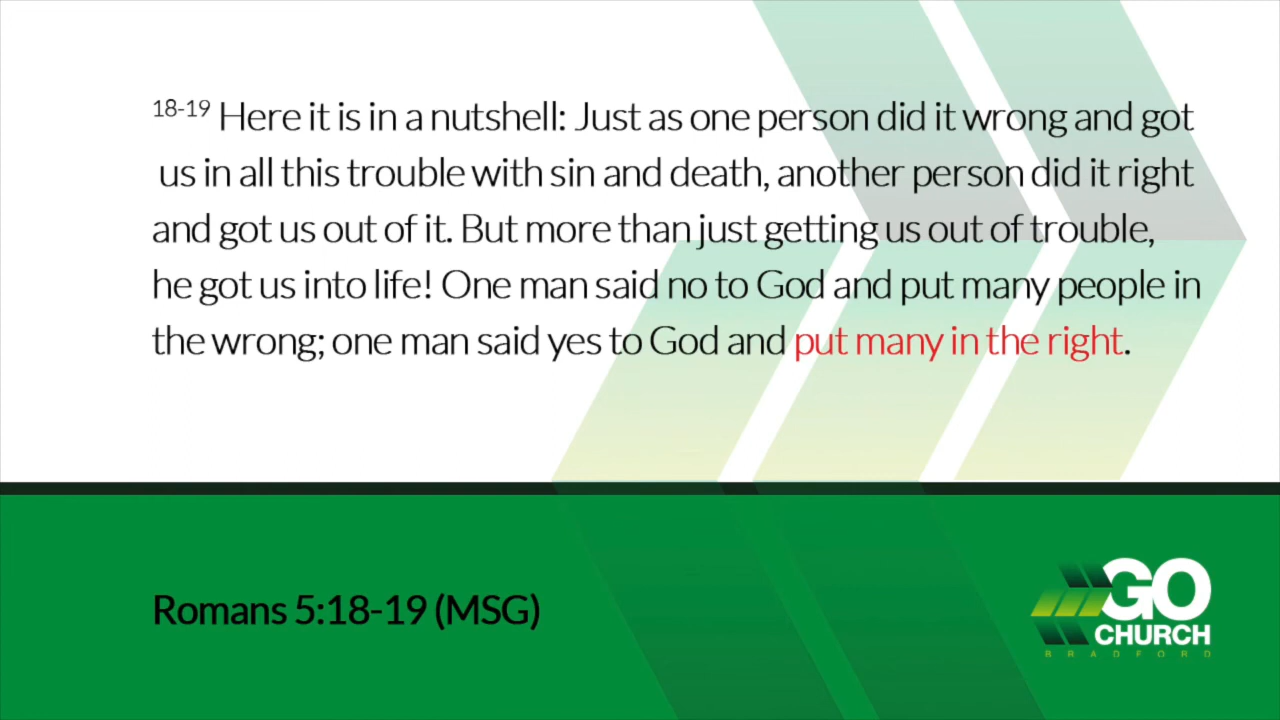 18-19 Here it is in a nutshell: Just as one person did it wrong and got
us in all this trouble with sin and death, another person did it right
and got us out of it. But more than just getting us out of trouble,
he got us into life! One man said no to God and put many people in
the wrong; one man said yes to God and put many in the right.
Romans 5:18-19 (MSG)
GO
CHURCH
BRADFORD